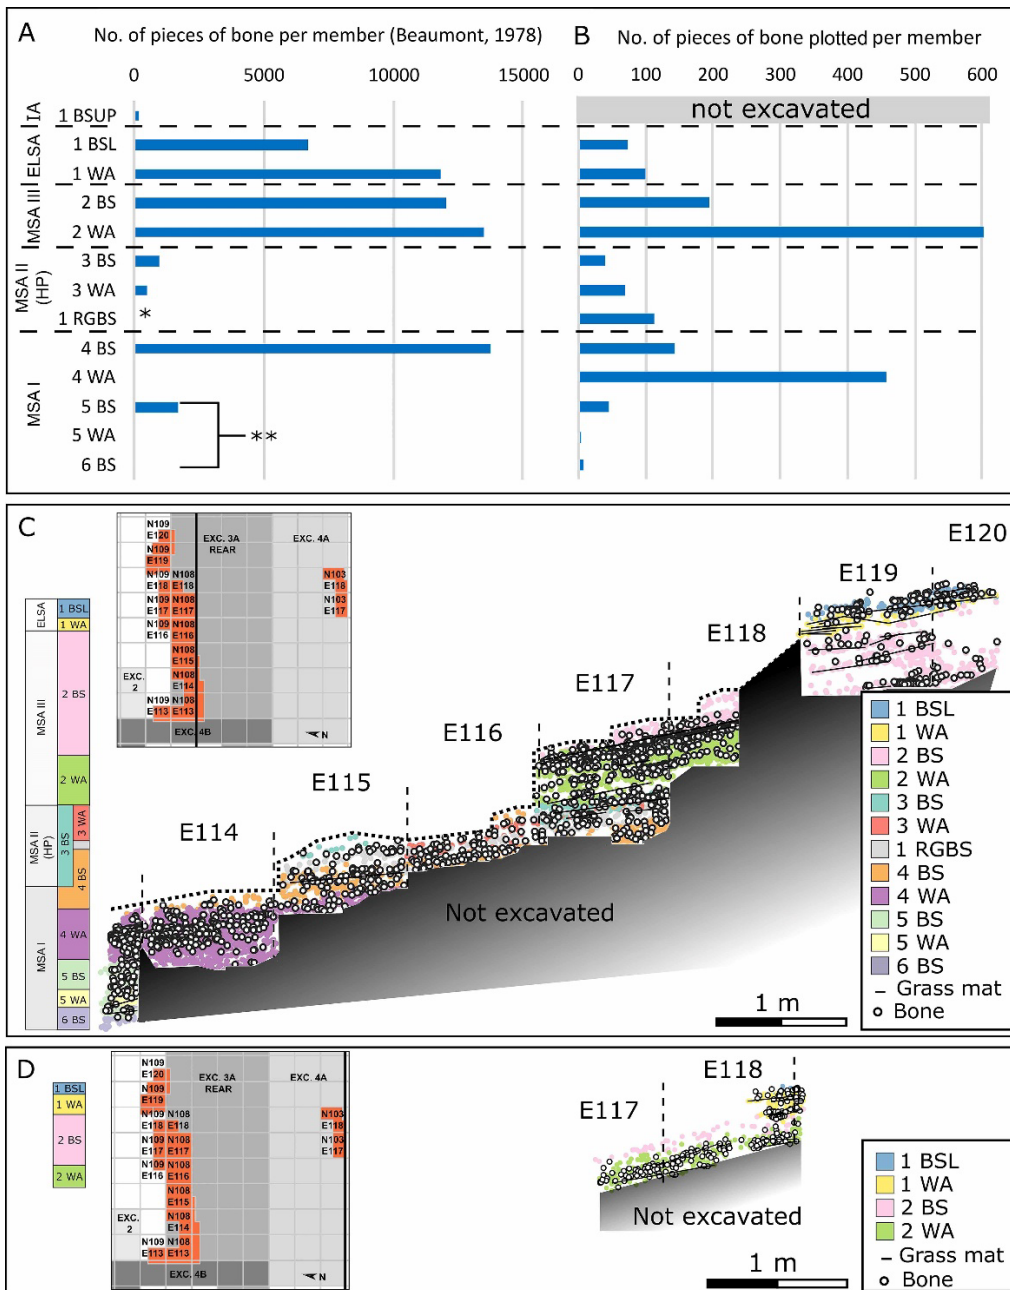 A
No. of pieces of bone per member (Beaumont, 1978)
B
No. of pieces of bone plotted per member
0 5000 10000 15000
0 100 200 300 400 500 600
IA
1 BSUP
not excavated
ELSA
1 BSL
1 WA
MSA III
2 BS
2 WA
MSA II
(HP)
3 BS
3 WA
1 RGBS
*
MSA I
4 BS
4 WA
5 BS
5 WA
**
6 BS
C
N109
E120
N109
E119
N109 N108
E118 E118
N109 N108
E117 E117
N109 N108
E116 E116
N108
E115
N108
E114
N109 N108
E113 E113
EXC. 3A
REAR
EXC. 4A
N103
E118
N103
E117
EXC.
2
EXC. 4B
N
ELSA
MSA III
MSA II
(HP)
MSA I
1 BSL
1 WA
2 BS
2 WA
3 BS
3 WA
4 BS
4 WA
5 BS
5 WA
6 BS
E114
E115
E116
E117
E118
E119
E120
Not excavated
1 m
1 BSL
1 WA
2 BS
2 WA
3 BS
3 WA
1 RGBS
4 BS
4 WA
5 BS
5 WA
6 BS
Grass mat
Bone
D
1 BSL
1 WA
2 BS
2 WA
N109
E120
N109
E119
N109 N108
E118 E118
N109 N108
E117 E117
N109 N108
E116 E116
N108
E115
N108
E114
N109 N108
E113 E113
EXC. 3A
REAR
EXC. 4A
N103
E118
N103
E117
EXC.
2
EXC. 4B
N
E117
E118
Not excavated
1 m
1 BSL
1 WA
2 BS
2 WA
Grass mat
Bone